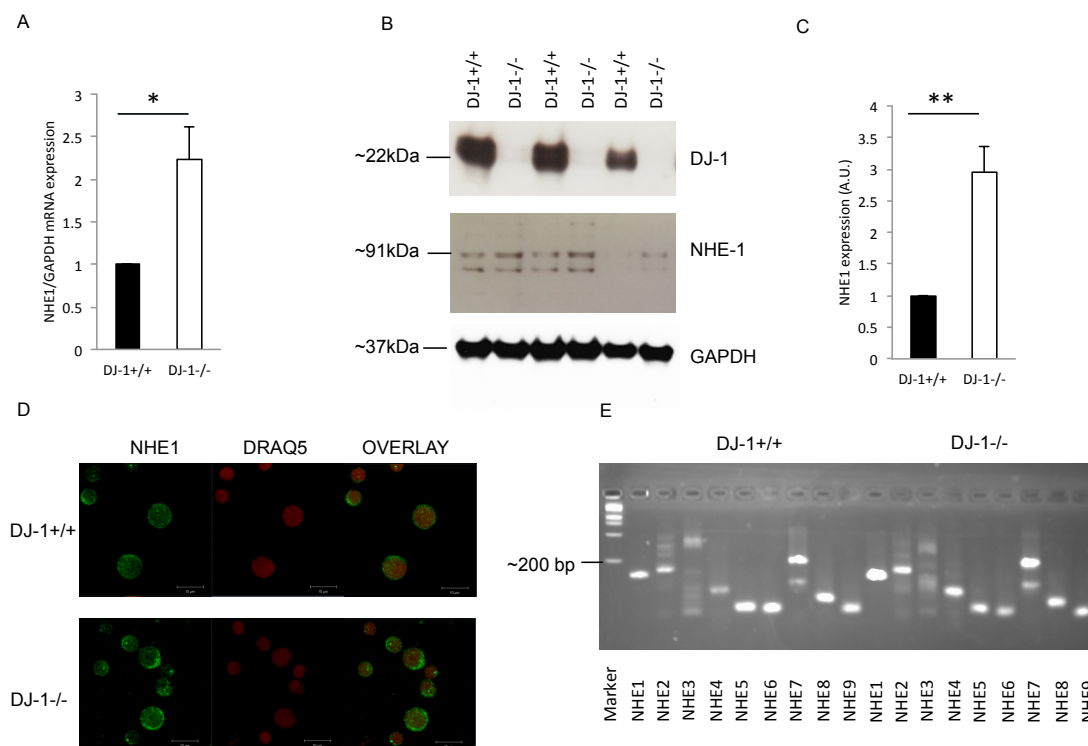 A
NHE1/GAPDH mRNA expression
3
2.5
2
1.5
1
0.5
0
*
DJ-1+/+ DJ-1-/-
B
DJ-1+/+ DJ-1-/- DJ-1+/+ DJ-1-/- DJ-1+/+ DJ-1-/-
~22kDa DJ-1
~91kDa NHE-1
~37kDa GAPDH
C
NHE1 expression (A.U.)
4
3.5
3
2.5
2
1.5
1
0.5
0
**
DJ-1+/+ DJ-1-/-
D
NHE1 DRAQ5 OVERLAY
DJ-1+/+
DJ-1-/-
E
DJ-1+/+ DJ-1-/-
~200 bp
Marker NHE1 NHE2 NHE3 NHE4 NHE5 NHE6 NHE7 NHE8 NHE9 NHE1 NHE2 NHE3 NHE4 NHE5 NHE6 NHE7 NHE8 NHE9